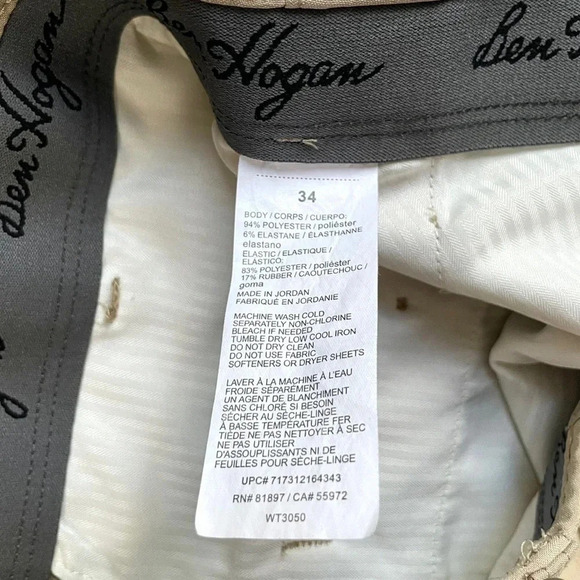 Ben Hogan
Ben
Ben Hogan
34
BODY / CORPS / CUERPO:
94% POLYESTER / poliéster
6% ELASTANE / ÉLASTHANNE
elastano
ELASTIC / ELASTIQUE /
ELASTICO:
83% POLYESTER / poliéster
17% RUBBER / CAOUTCHOUC /
goma
MADE IN JORDAN
FABRIQUÉ EN JORDANIE
MACHINE WASH COLD
SEPARATELY NON-CHLORINE
BLEACH IF NEEDED
TUMBLE DRY LOW COOL IRON
DO NOT DRY CLEAN
DO NOT USE FABRIC
SOFTENERS OR DRYER SHEETS
LAVER À LA MACHINE À L'EAU
FROIDE SÉPARÉMENT
UN AGENT DE BLANCHIMENT
SANS CHLORE SI BESOIN
SÉCHER AU SÈCHE-LINGE
À BASSE TEMPÉRATURE FER
TIÈDE NE PAS NETTOYER À SEC
NE PAS UTILISER
D'ASSOUPLISSANTS NI DE
FEUILLES POUR SÈCHE-LINGE
UPC# 717312164343
RN# 81897 / CA# 55972
WT3050